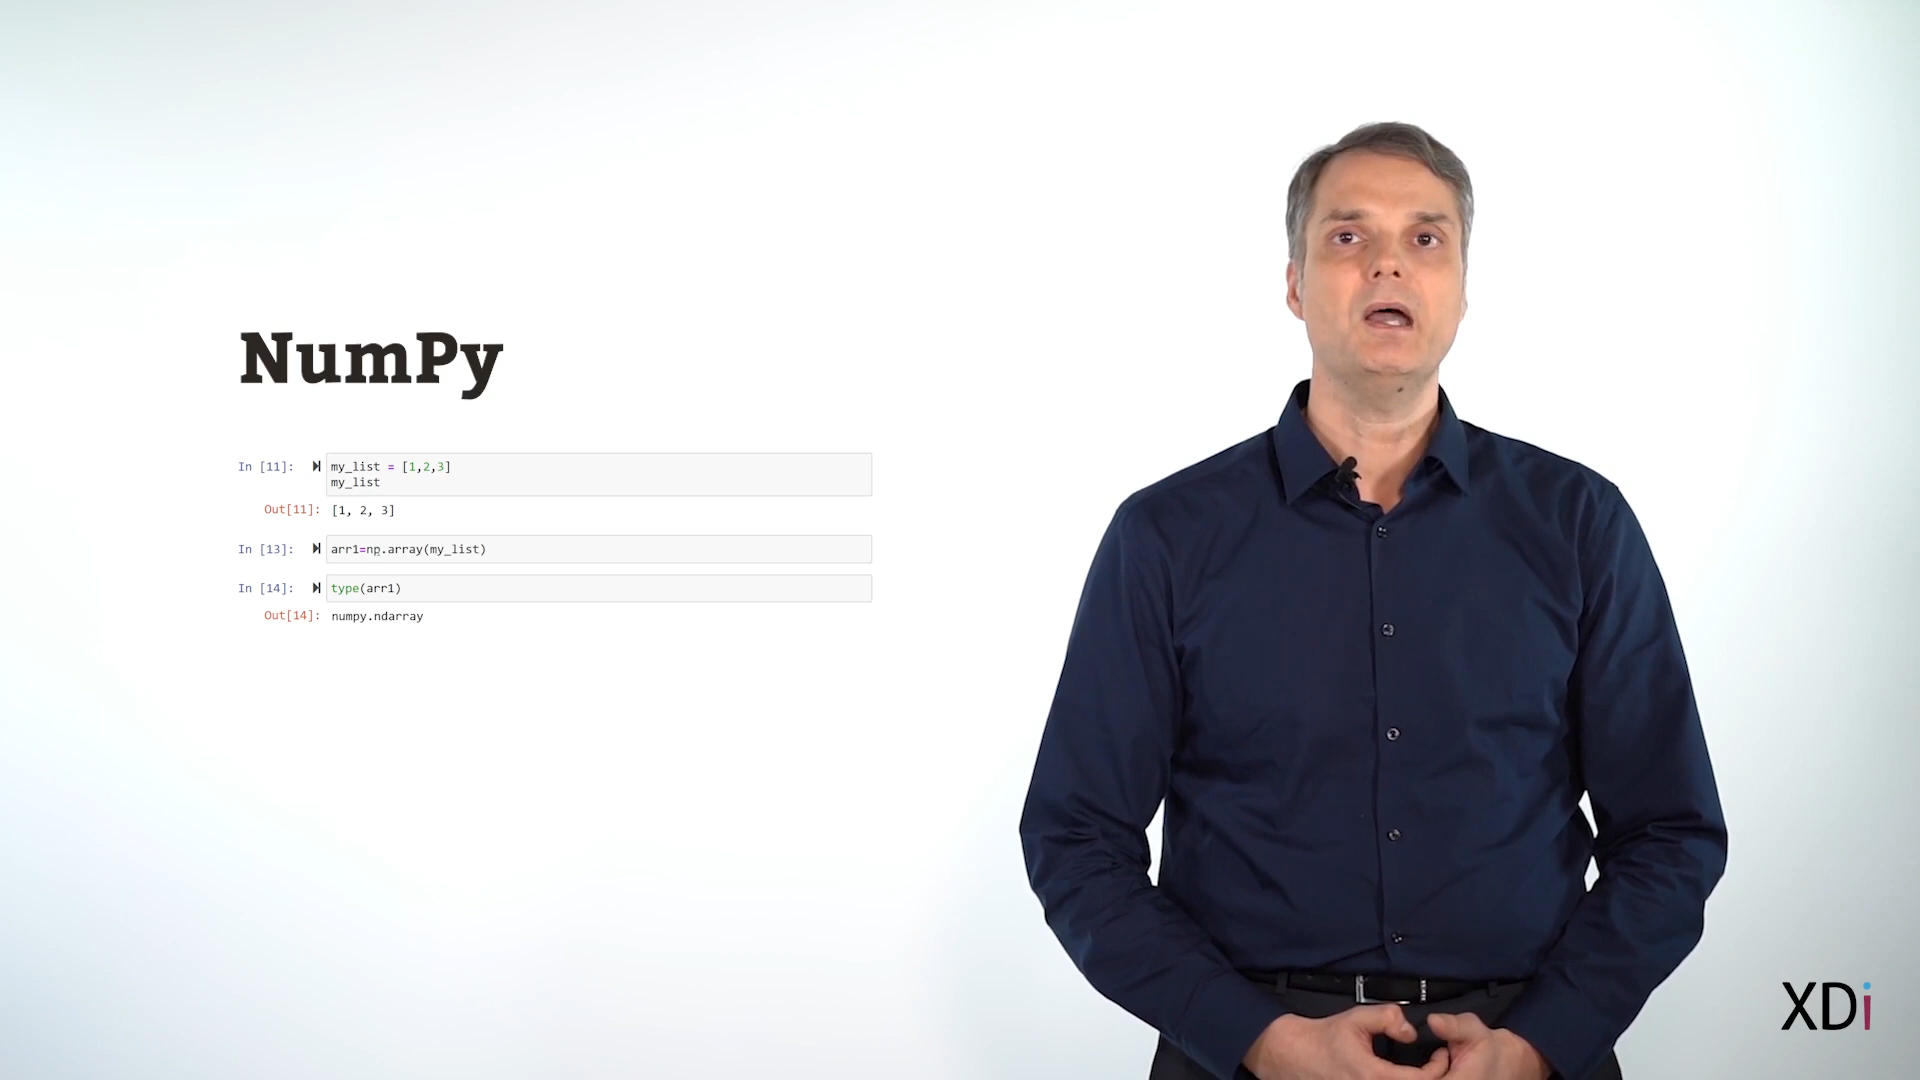 NumPy
In [11]: my_list = [1,2,3]
my_list
Out[11]: [1, 2, 3]
In [13]: arr1=np.array(my_list)
In [14]: type(arr1)
Out[14]: numpy.ndarray
XDi